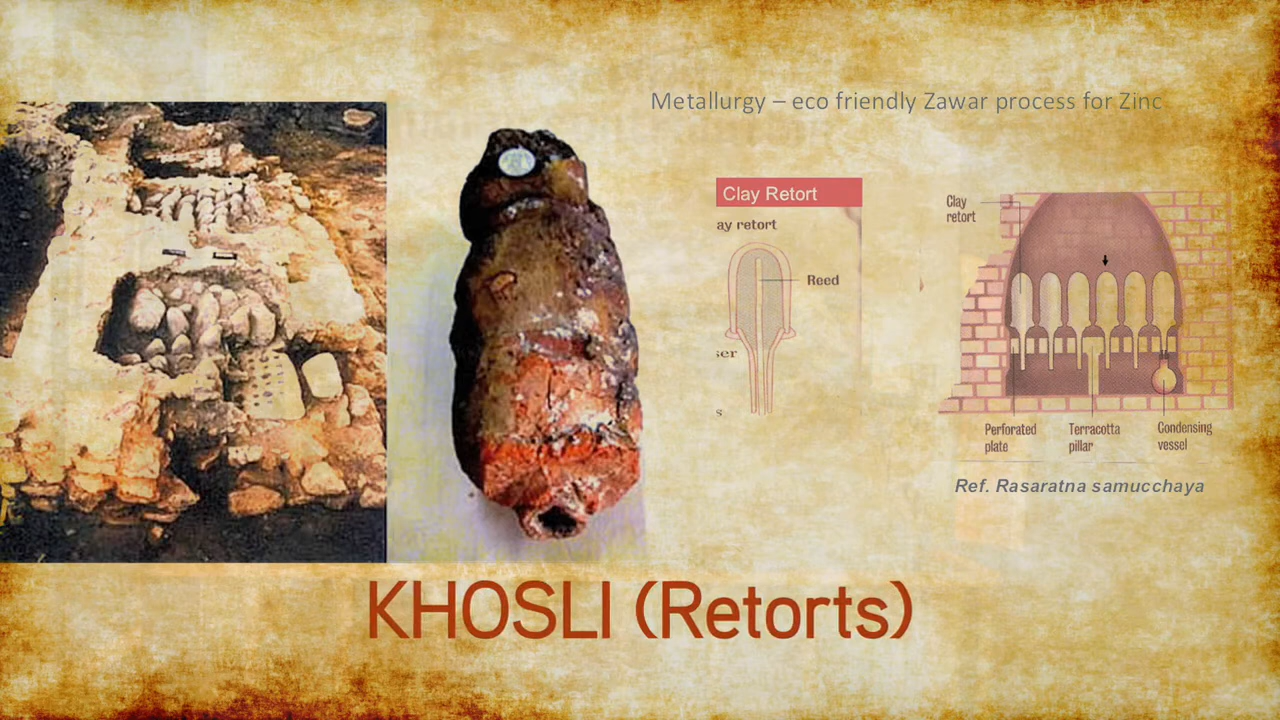 Metallurgy – eco friendly Zawar process for Zinc
Clay Retort
ay retort
Reed
ser
s
Clay
retort
Perforated
plate
Terracotta
pillar
Condensing
vessel
Ref. Rasaratna samucchaya
KHOSLI (Retorts)